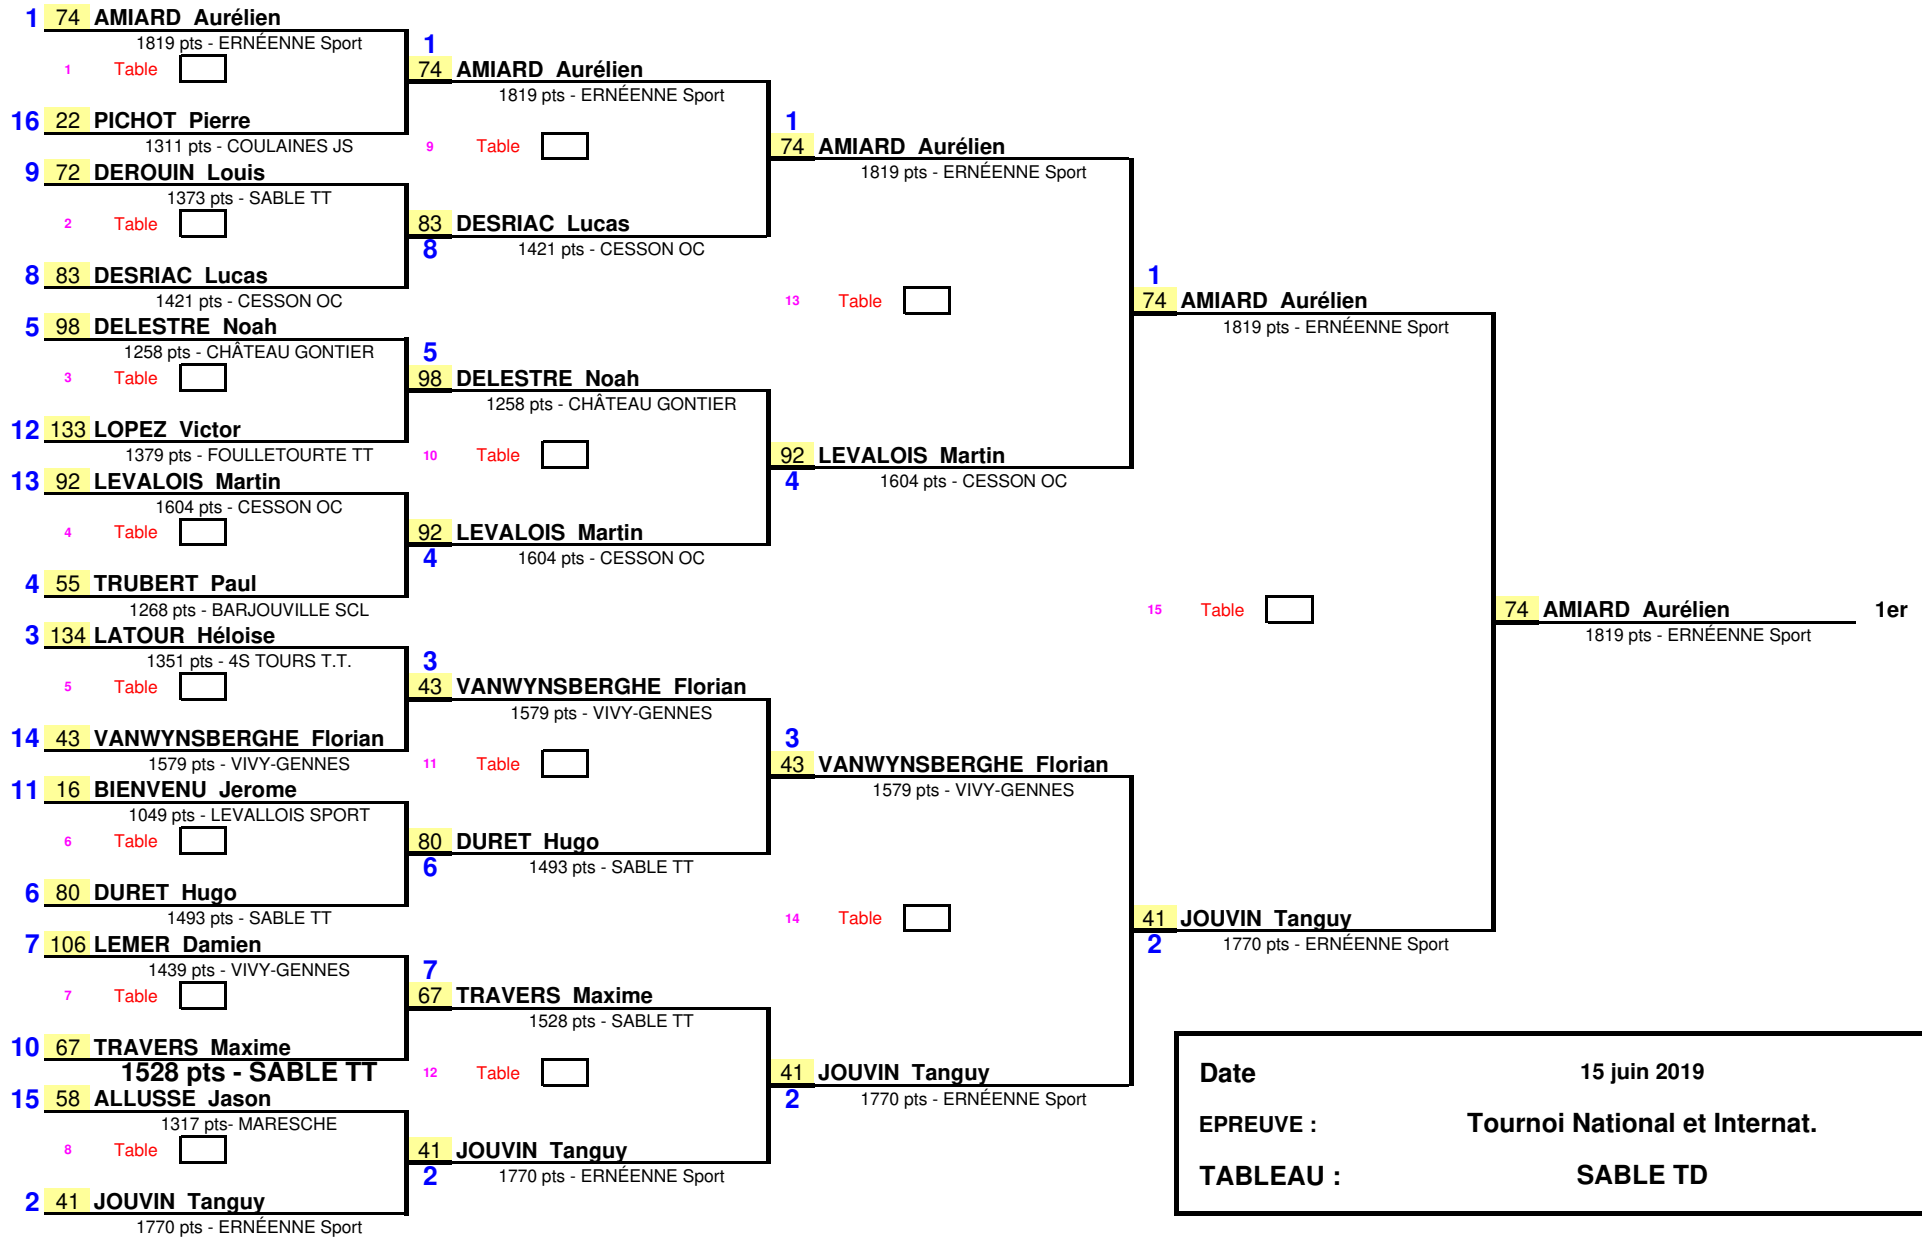 1 74 AMIARD Aurélien
1819 pts - ERNÉENNE Sport
1 Table
16 22 PICHOT Pierre
1311 pts - COULAINES JS
9 72 DEROUIN Louis
1373 pts - SABLE TT
2 Table
8 83 DESRIAC Lucas
1421 pts - CESSON OC
5 98 DELESTRE Noah
1258 pts - CHÂTEAU GONTIER
3 Table
12 133 LOPEZ Victor
1379 pts - FOULLETOURTE TT
13 92 LEVALOIS Martin
1604 pts - CESSON OC
4 Table
4 55 TRUBERT Paul
1268 pts - BARJOUVILLE SCL
3 134 LATOUR Héloise
1351 pts - 4S TOURS T.T.
5 Table
14 43 VANWYNSBERGHE Florian
1579 pts - VIVY-GENNES
11 16 BIENVENU Jerome
1049 pts - LEVALLOIS SPORT
6 Table
6 80 DURET Hugo
1493 pts - SABLE TT
7 106 LEMER Damien
1439 pts - VIVY-GENNES
7 Table
10 67 TRAVERS Maxime
1528 pts - SABLE TT
15 58 ALLUSSE Jason
1317 pts- MARESCHE
8 Table
2 41 JOUVIN Tanguy
1770 pts - ERNÉENNE Sport
1
74 AMIARD Aurélien
1819 pts - ERNÉENNE Sport
9 Table
83 DESRIAC Lucas
8
1421 pts - CESSON OC
5
98 DELESTRE Noah
1258 pts - CHÂTEAU GONTIER
10 Table
92 LEVALOIS Martin
4
1604 pts - CESSON OC
3
43 VANWYNSBERGHE Florian
1579 pts - VIVY-GENNES
11 Table
80 DURET Hugo
6
1493 pts - SABLE TT
7
67 TRAVERS Maxime
1528 pts - SABLE TT
12 Table
41 JOUVIN Tanguy
2
1770 pts - ERNÉENNE Sport
1
74 AMIARD Aurélien
1819 pts - ERNÉENNE Sport
13 Table
92 LEVALOIS Martin
4
1604 pts - CESSON OC
3
43 VANWYNSBERGHE Florian
1579 pts - VIVY-GENNES
14 Table
41 JOUVIN Tanguy
2
1770 pts - ERNÉENNE Sport
1
74 AMIARD Aurélien
1819 pts - ERNÉENNE Sport
15 Table
41 JOUVIN Tanguy
2
1770 pts - ERNÉENNE Sport
74 AMIARD Aurélien 1er
1819 pts - ERNÉENNE Sport
Date 15 juin 2019
EPREUVE : Tournoi National et Internat.
TABLEAU : SABLE TD